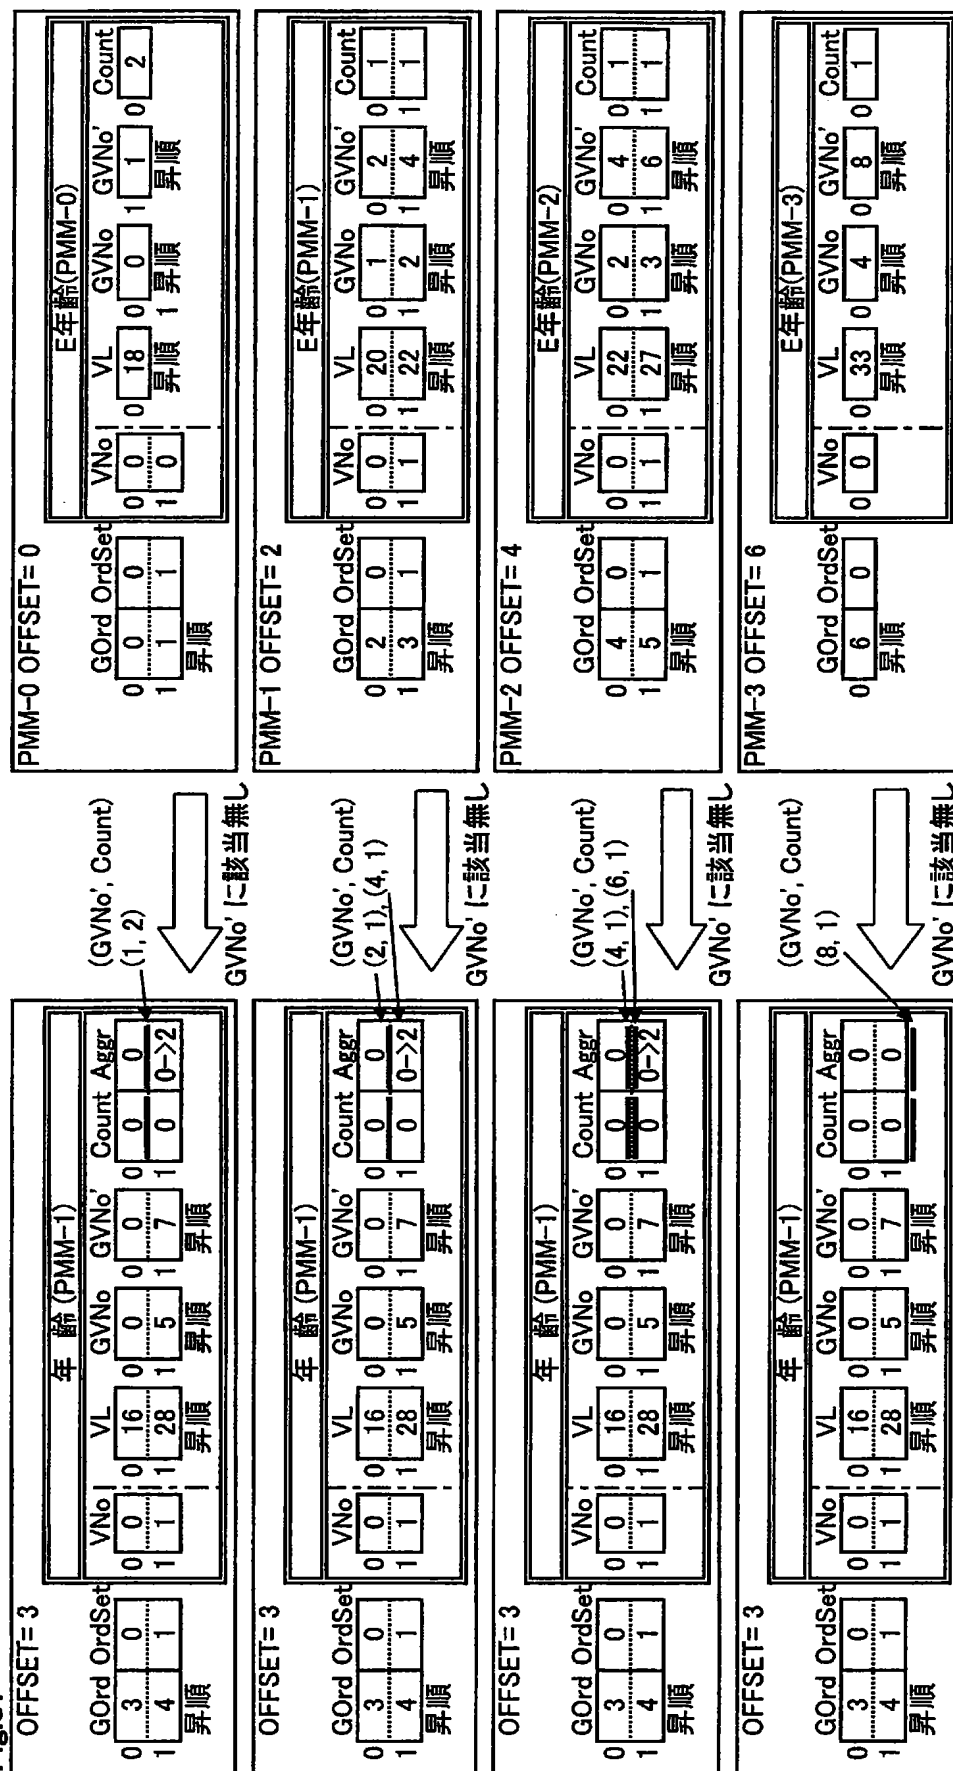 OFFSET= 3
年 齢 (PMM-1)
GOrd OrdSet VNo VL GVNo GVNo' Count Aggr
0 3 0 0 0 0 16 0 0 0 0 0 0 0
1 4 1 1 1 1 28 1 5 1 7 1 0 0->2
昇順 昇順 昇順 昇順
(GVNo', Count)
(1, 2)
GVNo' に該当無し
PMM-0 OFFSET= 0
E年齢(PMM-0)
GOrd OrdSet VNo VL GVNo GVNo' Count
0 0 0 0 0 0 18 0 0 1 1 0 2
1 1 1 1 0 1
昇順 昇順 昇順 昇順
OFFSET= 3
年 齢 (PMM-1)
GOrd OrdSet VNo VL GVNo GVNo' Count Aggr
0 3 0 0 0 0 16 0 0 0 0 0 0 0
1 4 1 1 1 1 28 1 5 1 7 1 0 0->2
昇順 昇順 昇順 昇順
(GVNo', Count)
(2, 1), (4, 1)
GVNo' に該当無し
PMM-1 OFFSET= 2
E年齢(PMM-1)
GOrd OrdSet VNo VL GVNo GVNo' Count
0 2 0 0 0 0 20 0 1 0 2 0 1
1 3 1 1 1 1 22 1 2 1 4 1 1
昇順 昇順 昇順 昇順
OFFSET= 3
年 齢 (PMM-1)
GOrd OrdSet VNo VL GVNo GVNo' Count Aggr
0 3 0 0 0 0 16 0 0 0 0 0 0 0
1 4 1 1 1 1 28 1 5 1 7 1 0 0->2
昇順 昇順 昇順 昇順
(GVNo', Count)
(4, 1), (6, 1)
GVNo' に該当無し
PMM-2 OFFSET= 4
E年齢(PMM-2)
GOrd OrdSet VNo VL GVNo GVNo' Count
0 4 0 0 0 0 22 0 2 0 4 0 1
1 5 1 1 1 1 27 1 3 1 6 1 1
昇順 昇順 昇順 昇順
OFFSET= 3
年 齢 (PMM-1)
GOrd OrdSet VNo VL GVNo GVNo' Count Aggr
0 3 0 0 0 0 16 0 0 0 0 0 0 0
1 4 1 1 1 1 28 1 5 1 7 1 0 0
昇順 昇順 昇順 昇順
(GVNo', Count)
(8, 1)
GVNo' に該当無し
PMM-3 OFFSET= 6
E年齢(PMM-3)
GOrd OrdSet VNo VL GVNo GVNo' Count
0 6 0 0 0 0 33 0 4 0 8 0 1
昇順 昇順 昇順 昇順